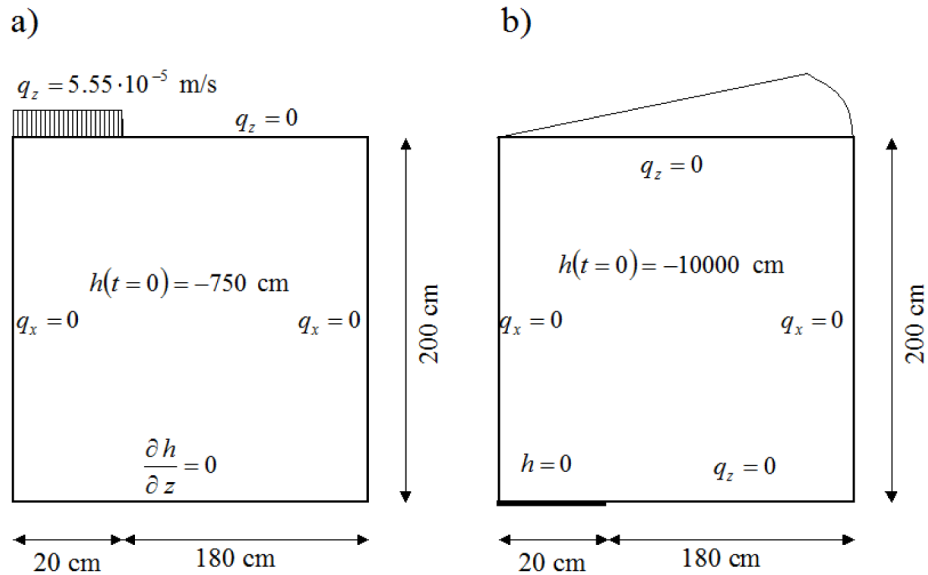 a)
q_z = 5.55·10^{-5} m/s
q_z = 0
h(t = 0) = −750 cm
q_x = 0
q_x = 0
∂h/∂z = 0
200 cm
20 cm
180 cm
b)
q_z = 0
h(t = 0) = −10000 cm
q_x = 0
q_x = 0
h = 0
q_z = 0
200 cm
20 cm
180 cm